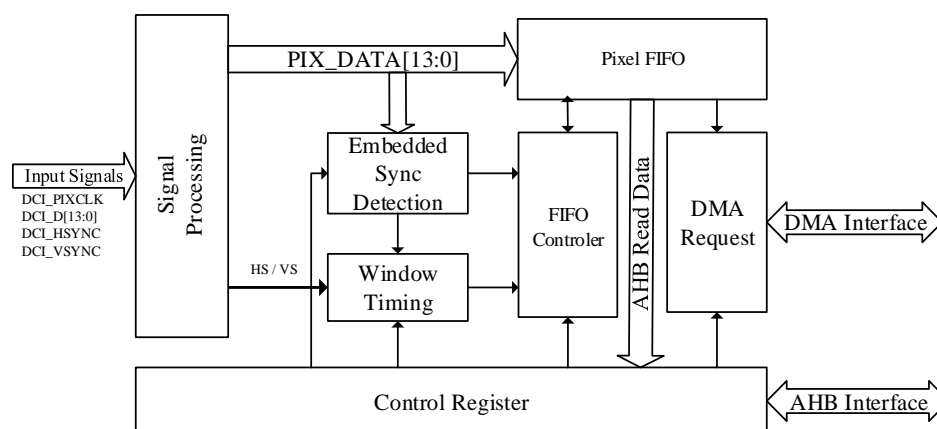 PIX_DATA[13:0]
Pixel FIFO
Signal
Processing
Input Signals
DCI_PIXCLK
DCI_D[13:0]
DCI_HSYNC
DCI_VSYNC
Embedded
Sync
Detection
HS / VS
Window
Timing
FIFO
Controler
AHB Read Data
DMA
Request
DMA Interface
Control Register
AHB Interface